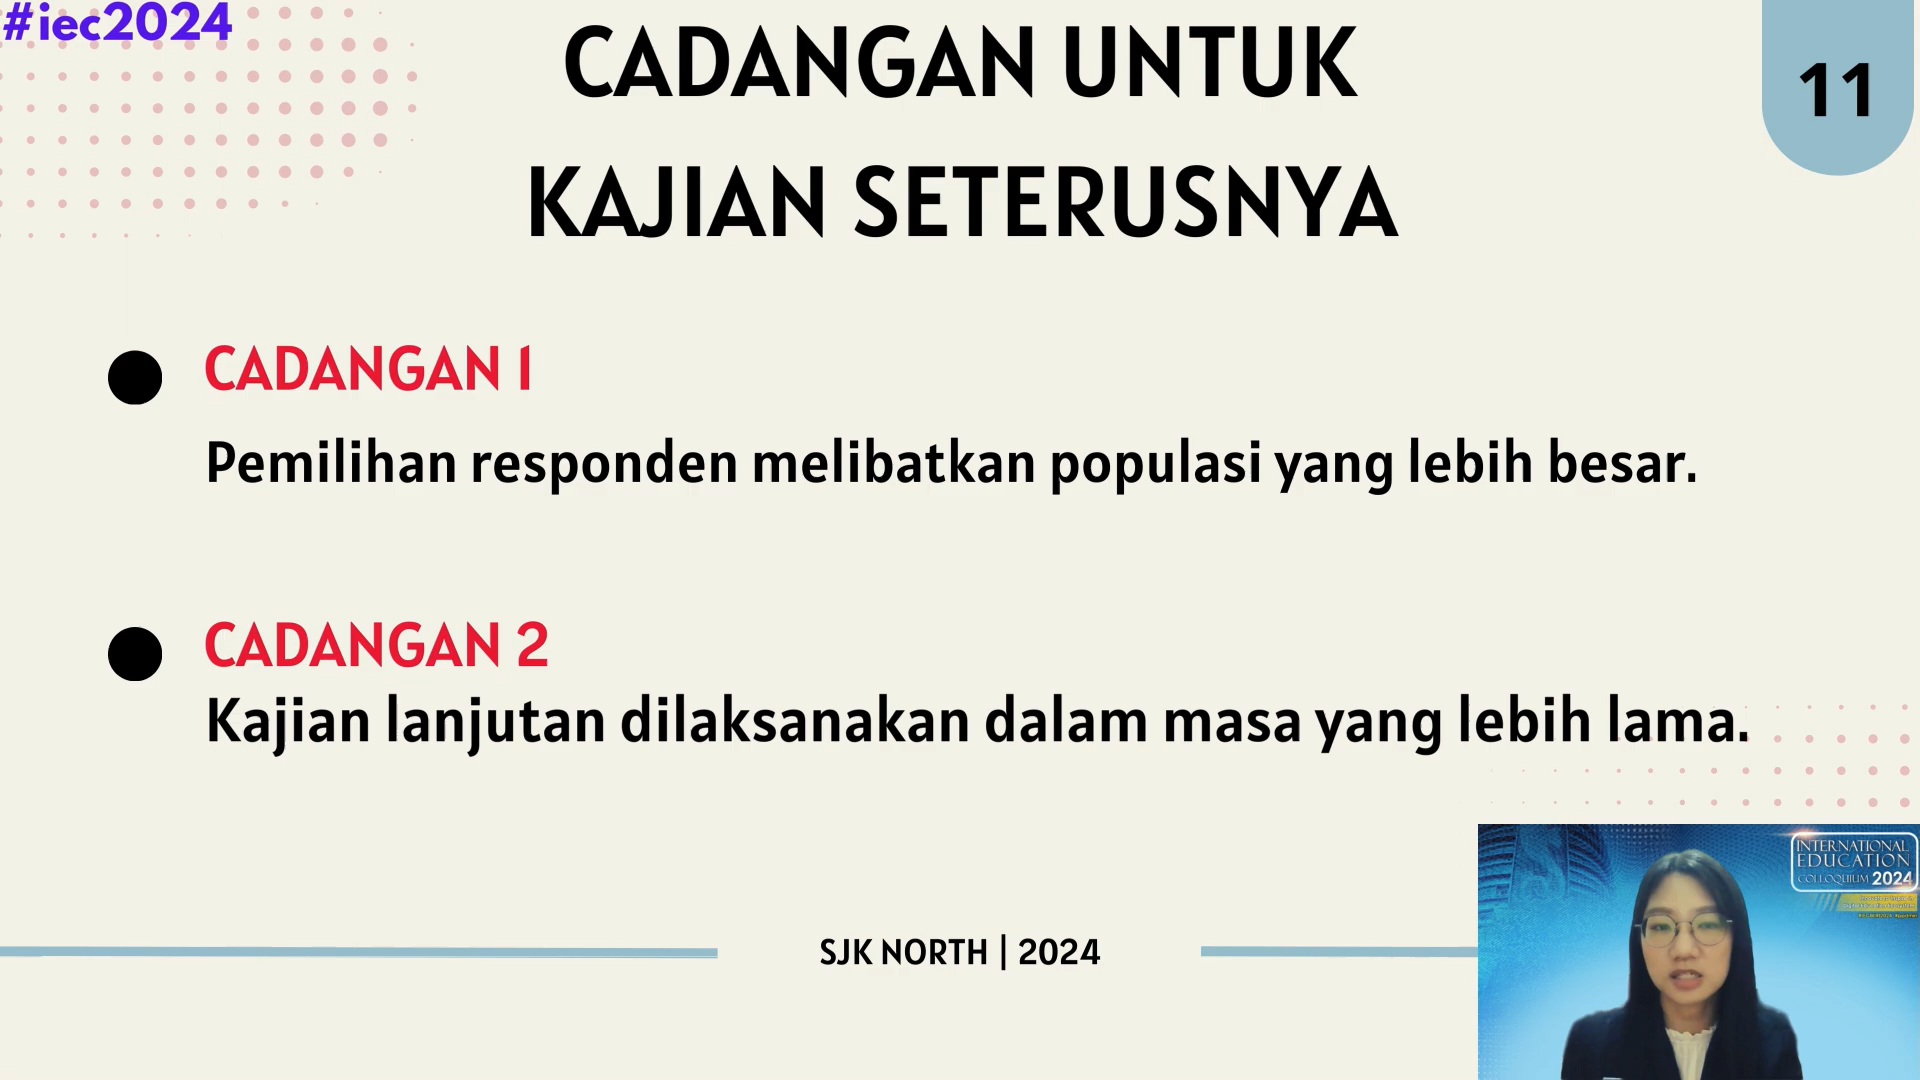 #iec2024
CADANGAN UNTUK
KAJIAN SETERUSNYA
11
CADANGAN 1
Pemilihan responden melibatkan populasi yang lebih besar.
CADANGAN 2
Kajian lanjutan dilaksanakan dalam masa yang lebih lama.
SJK NORTH | 2024
INTERNATIONAL
EDUCATION
COLLOQUIUM 2024